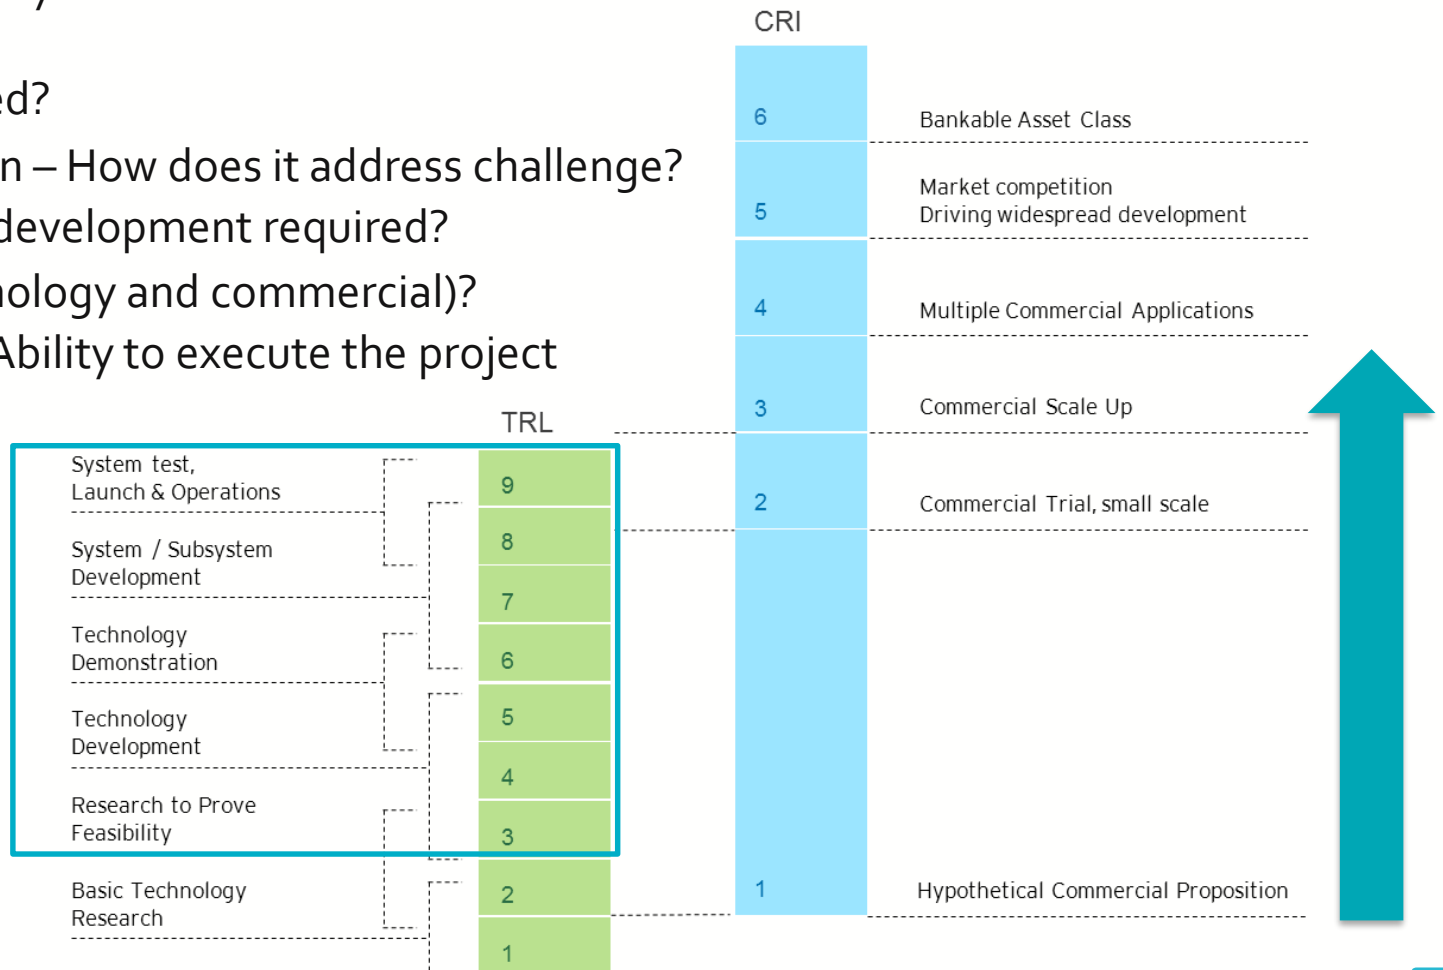 ed?
n – How does it address challenge?
development required?
nology and commercial)?
Ability to execute the project
CRI
6
Bankable Asset Class
5
Market competition
Driving widespread development
4
Multiple Commercial Applications
3
Commercial Scale Up
2
Commercial Trial, small scale
1
Hypothetical Commercial Proposition
TRL
System test,
Launch & Operations
System / Subsystem
Development
Technology
Demonstration
Technology
Development
Research to Prove
Feasibility
Basic Technology
Research
9
8
7
6
5
4
3
2
1